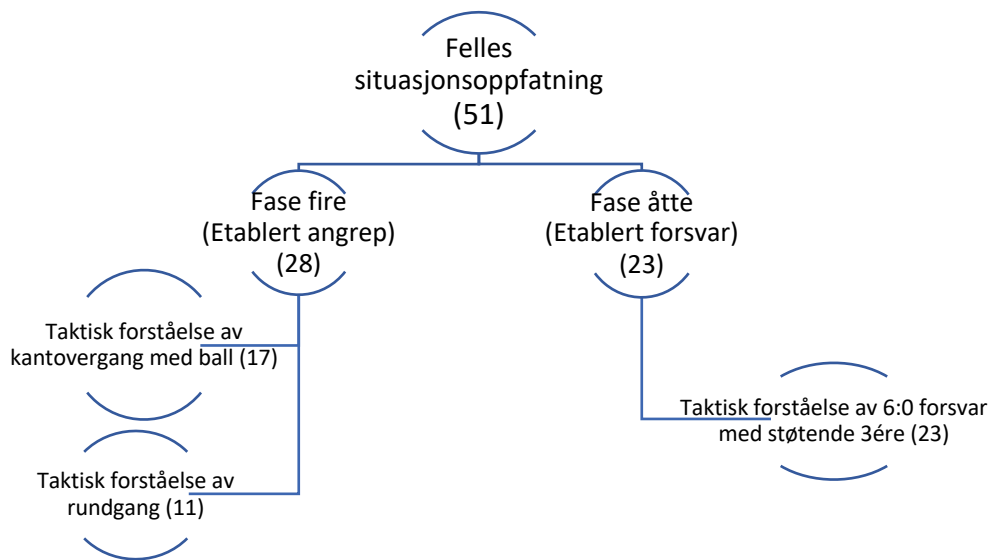 Felles
situasjonsoppfatning
(51)
Fase fire
(Etablert angrep)
(28)
Fase åtte
(Etablert forsvar)
(23)
Taktisk forståelse av
kantovergang med ball (17)
Taktisk forståelse av 6:0 forsvar
med støtende 3ére (23)
Taktisk forståelse av
rundgang (11)